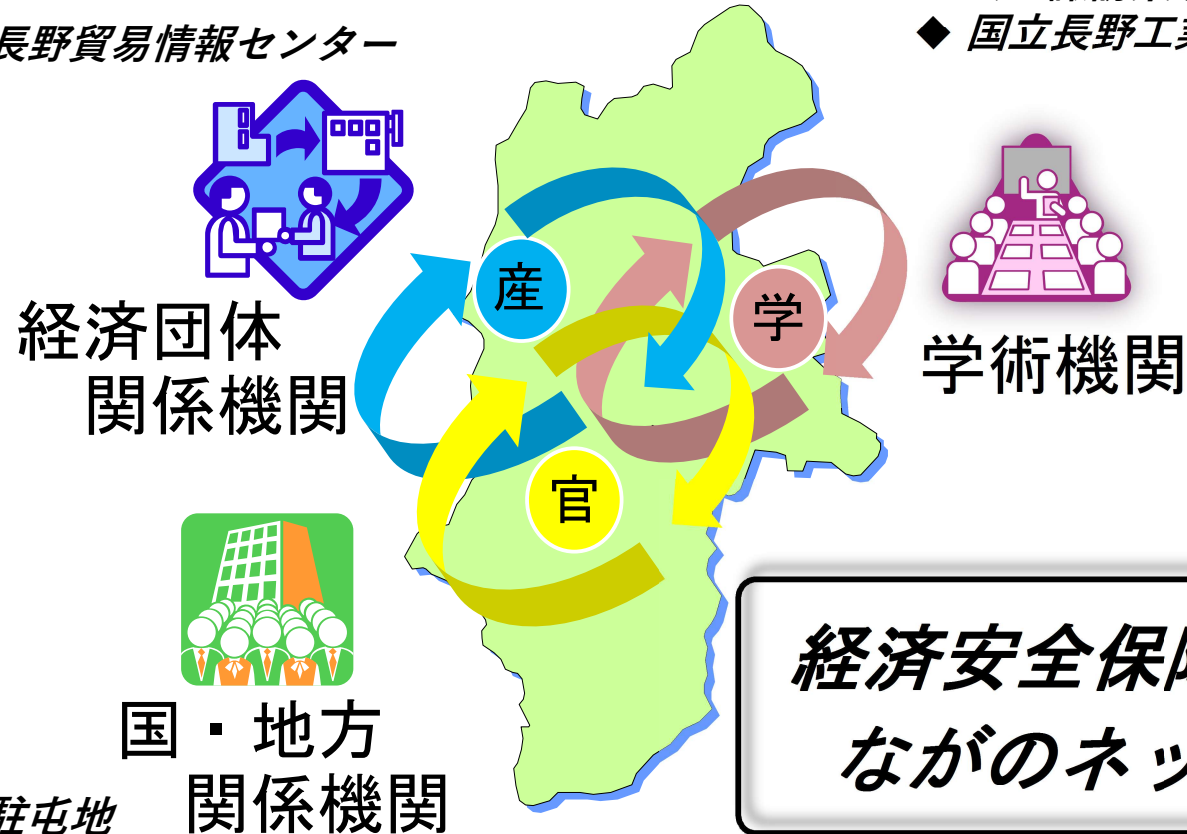 長野貿易情報センター
◆ 国立長野工業
経済団体
関係機関
産
学
学術機関
官
国・地方
関係機関
駐屯地
経済安全保障
ながのネッ